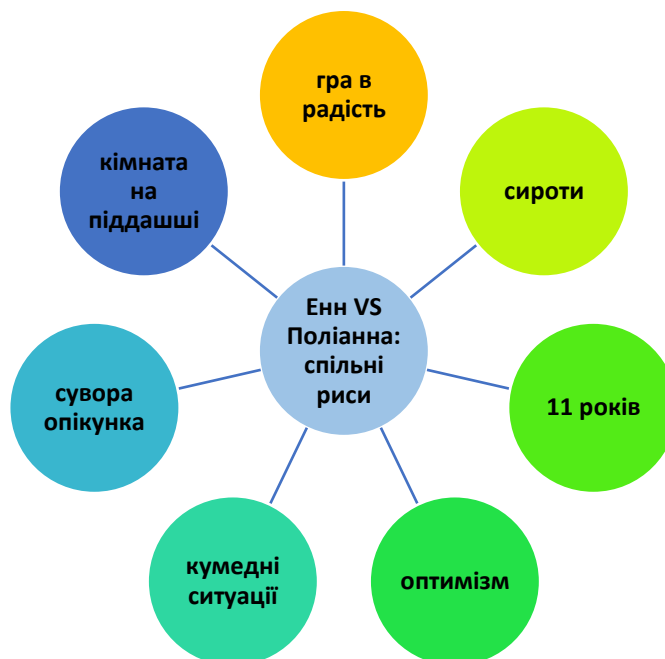 гра в
радість
сироти
11 років
оптимізм
кумедні
ситуації
сувора
опікунка
кімната
на
піддашші
Енн VS
Поліанна:
спільні
риси